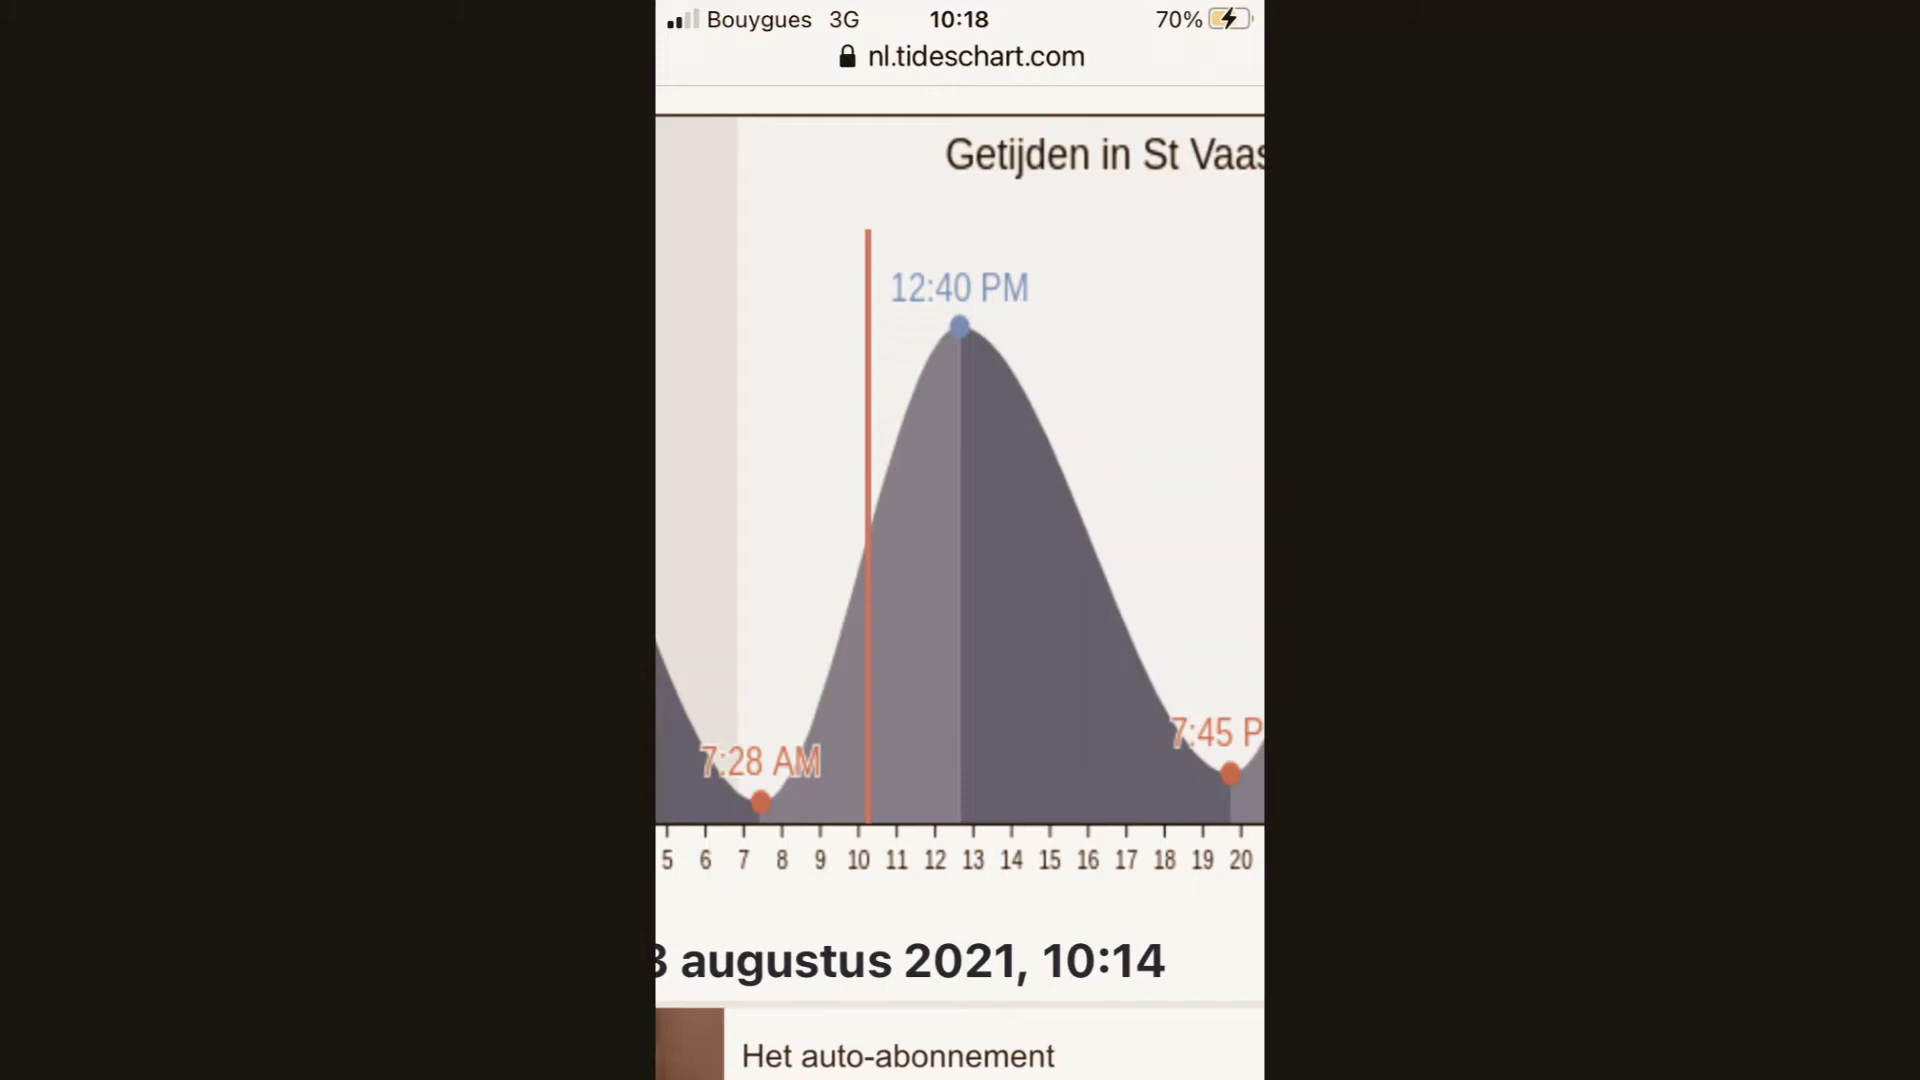 Bouygues 3G 10:18 70%
nl.tideschart.com
Getijden in St Vaas
12:40 PM
7:45 P
7:28 AM
5 6 7 8 9 10 11 12 13 14 15 16 17 18 19 20
3 augustus 2021, 10:14
Het auto-abonnement